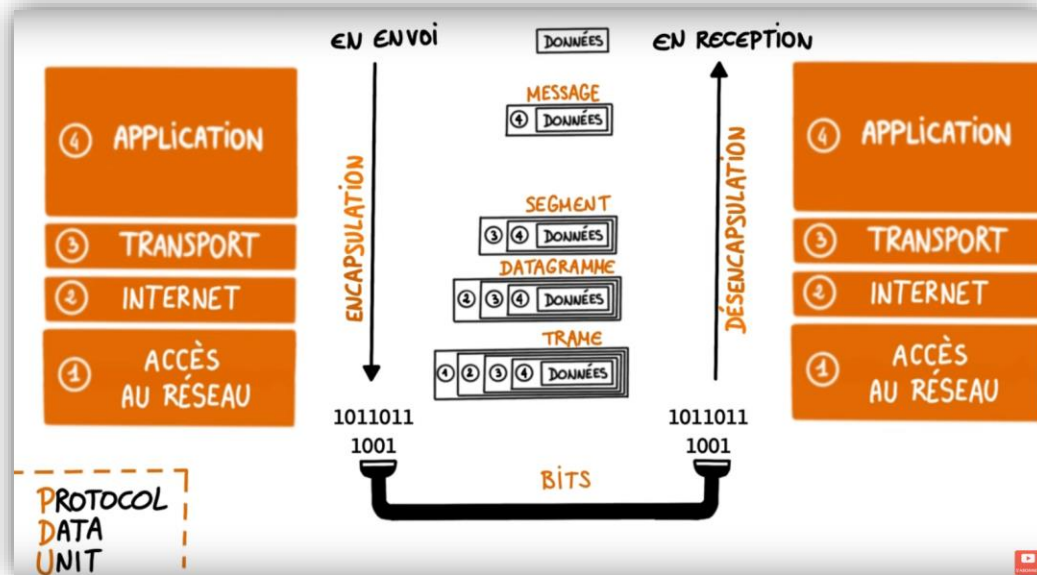 EN ENVOI
DONNÉES
EN RECEPTION
④ APPLICATION
③ TRANSPORT
② INTERNET
① ACCÈS
AU RÉSEAU
ENCAPSULATION
MESSAGE
④ DONNÉES
SEGMENT
③ ④ DONNÉES
DATAGRAMME
② ③ ④ DONNÉES
TRAME
① ② ③ ④ DONNÉES
DÉSENCAPSULATION
④ APPLICATION
③ TRANSPORT
② INTERNET
① ACCÈS
AU RÉSEAU
1011011
1001
1011011
1001
BITS
PROTOCOL
DATA
UNIT